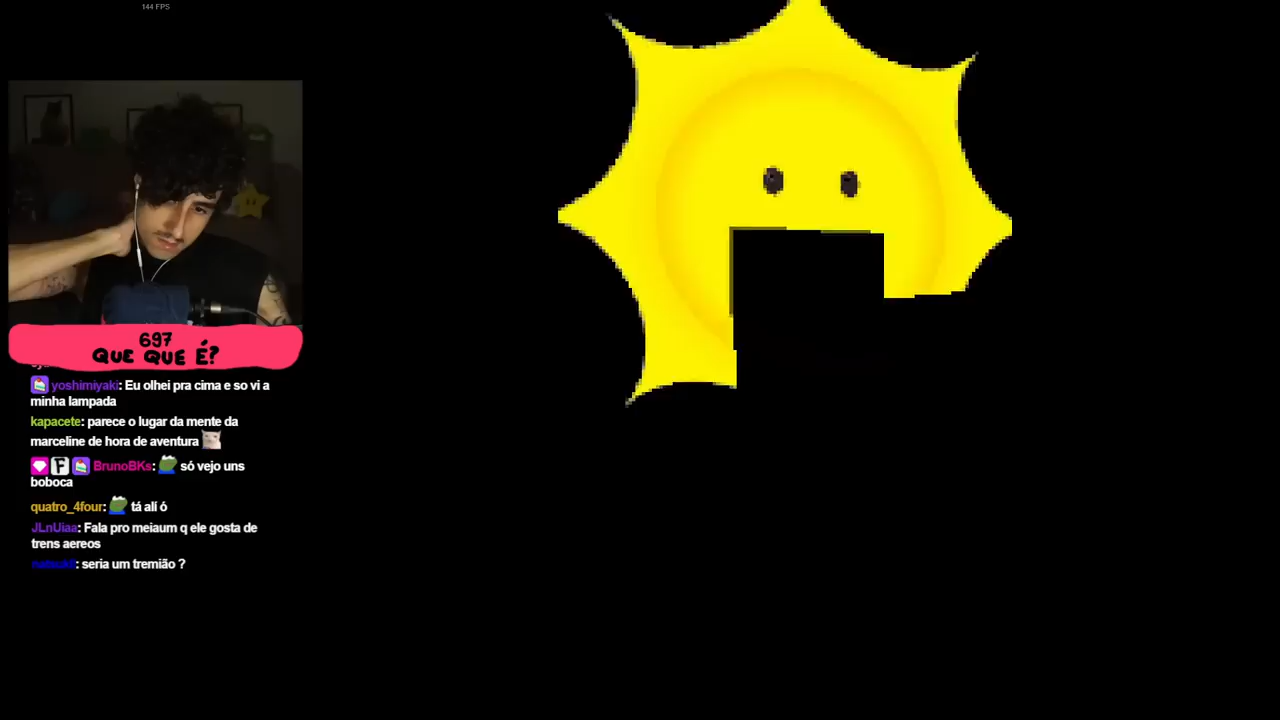 144 FPS
697
QUE QUE É?
yoshimiyaki: Eu olhei pra cima e so vi a
minha lampada
kapacete: parece o lugar da mente da
marceline de hora de aventura
BrunoBKs: só vejo uns
boboca
quatro_4four: tá alí ó
JLnUiaa: Fala pro meiaum q ele gosta de
trens aereos
: seria um tremião ?